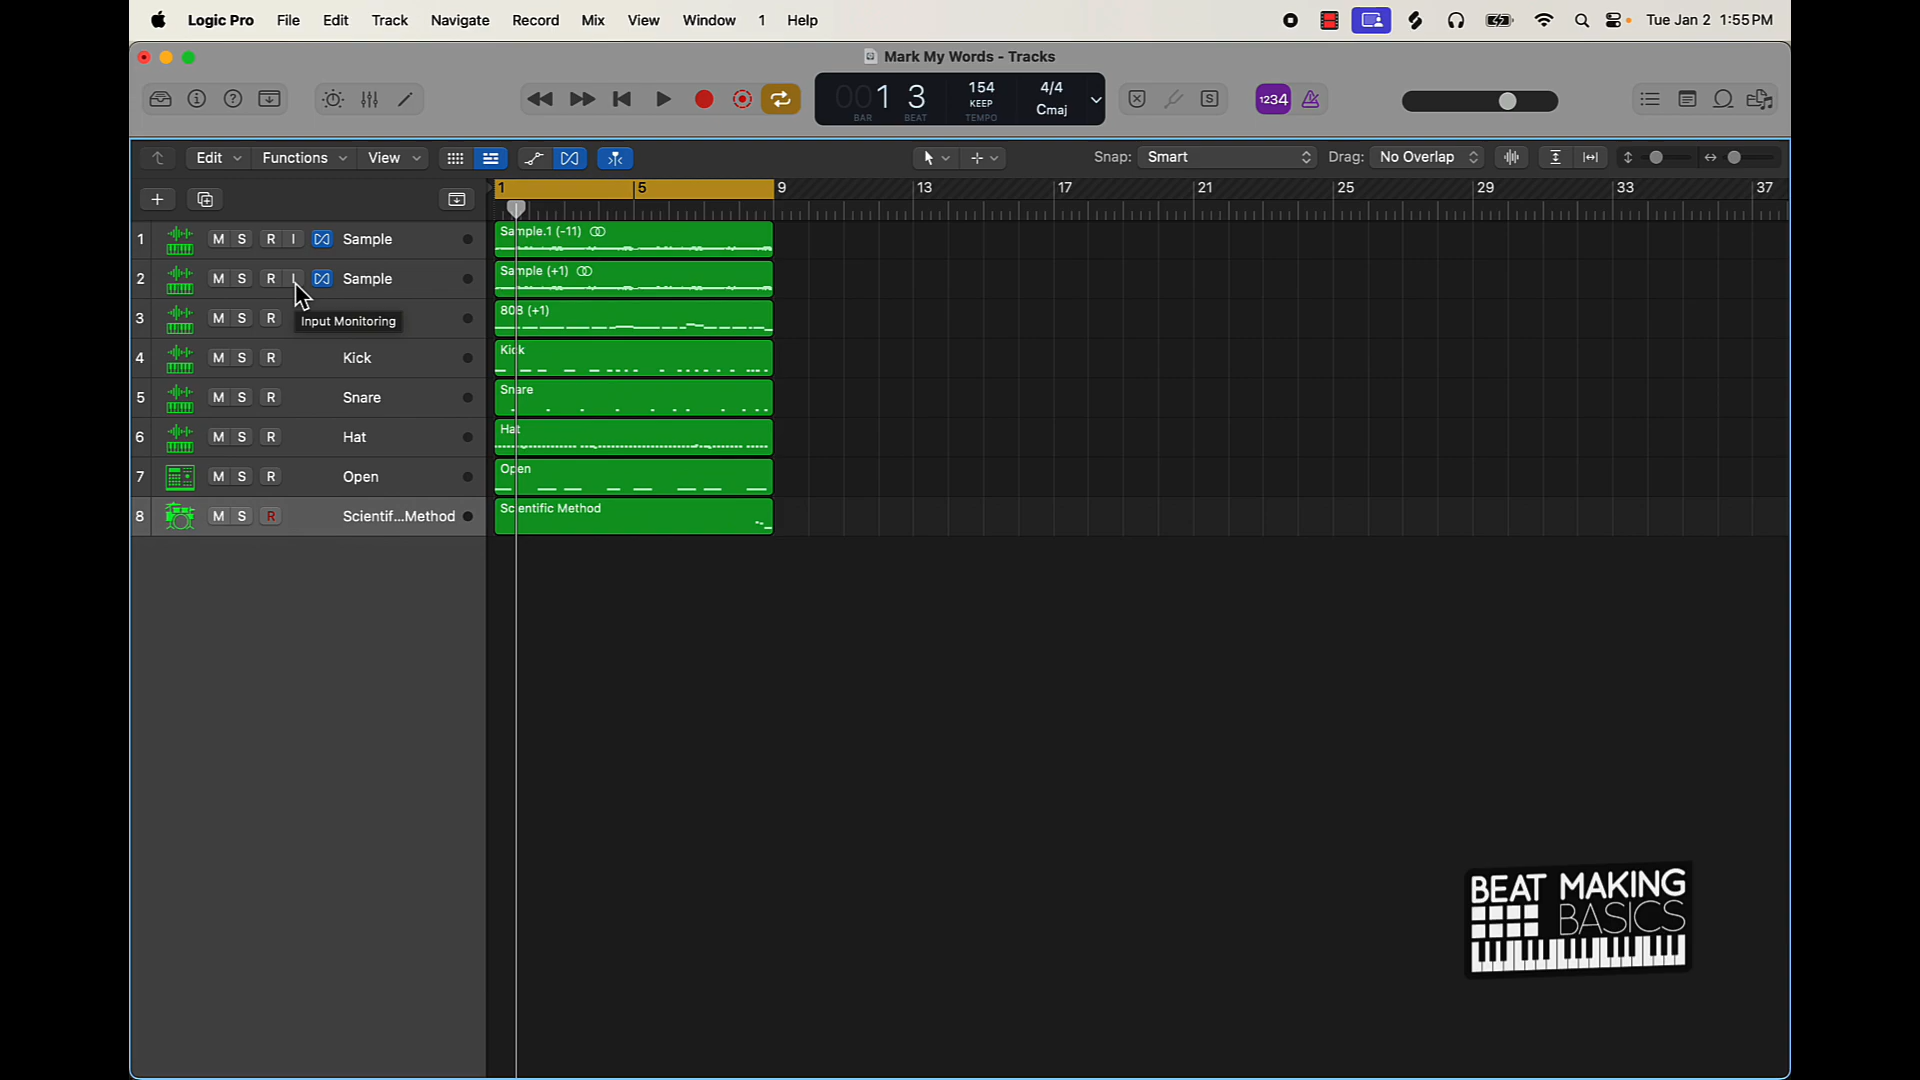 Logic Pro File Edit Track Navigate Record Mix View Window 1 Help Tue Jan 2 1:55 PM
Mark My Words - Tracks
001 3 154 4/4
KEEP Cmaj
BAR BEAT TEMPO
S 1234
Edit Functions View Snap: Smart Drag: No Overlap
1 5 9 13 17 21 25 29 33 37
1 M S R I Sample Sample.1 (-11)
2 M S R I Sample Sample (+1)
3 M S R 808 (+1)
Input Monitoring
4 M S R Kick Kick
5 M S R Snare Snare
6 M S R Hat Hat
7 M S R Open Open
8 M S R Scientif...Method Scientific Method
BEAT MAKING
BASICS